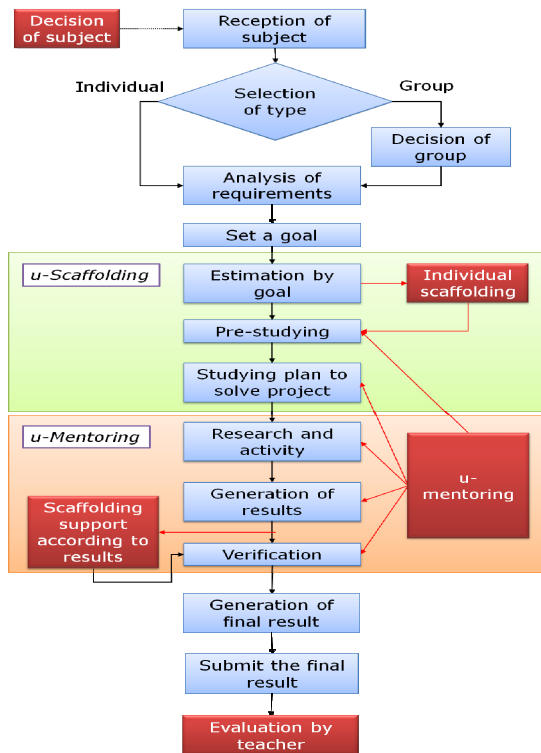 Decision
of subject
Reception of
subject
Individual
Group
Selection
of type
Decision of
group
Analysis of
requirements
Set a goal
u-Scaffolding
Estimation by
goal
Individual
scaffolding
Pre-studying
Studying plan to
solve project
u-Mentoring
Research and
activity
u-
mentoring
Generation of
results
Scaffolding
support
according to
results
Verification
Generation of
final result
Submit the final
result
Evaluation by
teacher